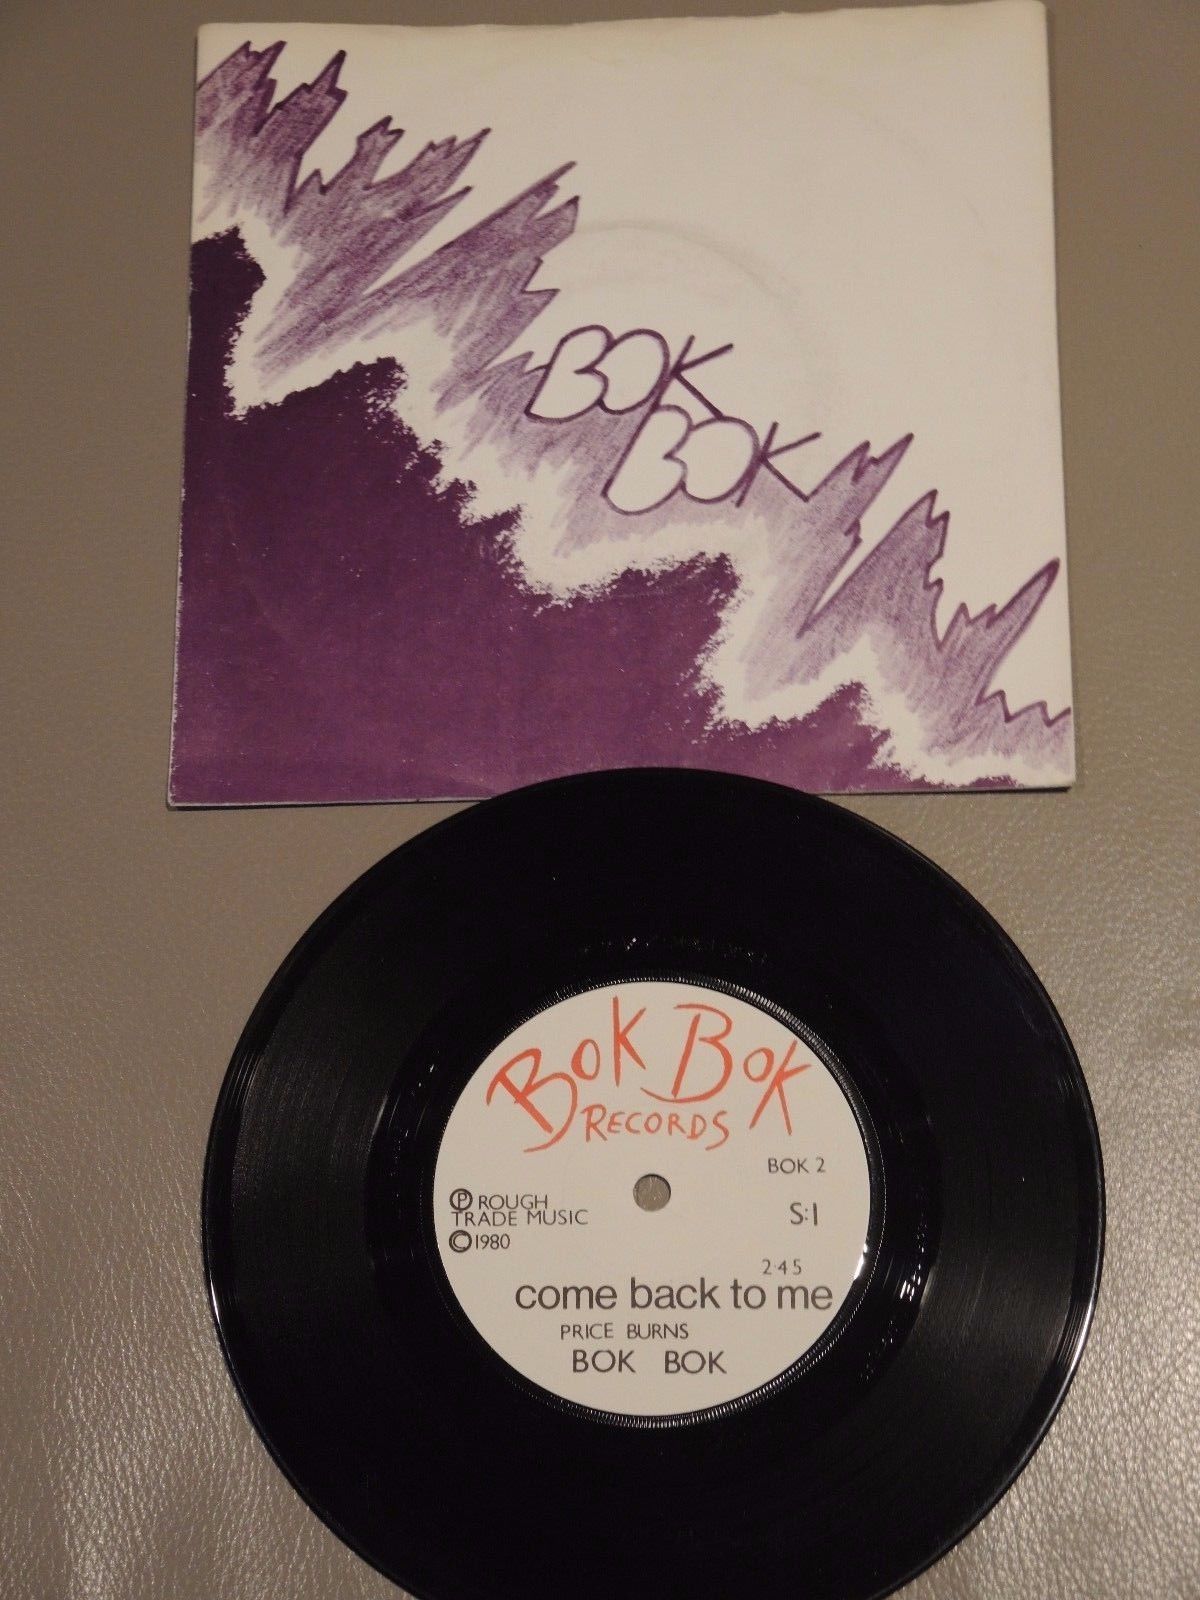 BOK
BOK
BOK BOK
RECORDS
BOK 2
Ⓟ ROUGH
TRADE MUSIC
S:1
©1980
2·45
come back to me
PRICE BURNS
BOK BOK